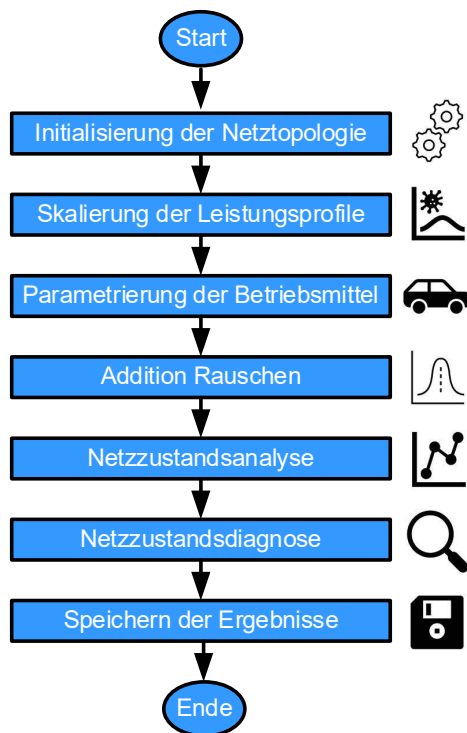 Start
Initialisierung der Netztopologie
Skalierung der Leistungsprofile
Parametrierung der Betriebsmittel
Addition Rauschen
Netzzustandsanalyse
Netzzustandsdiagnose
Speichern der Ergebnisse
Ende